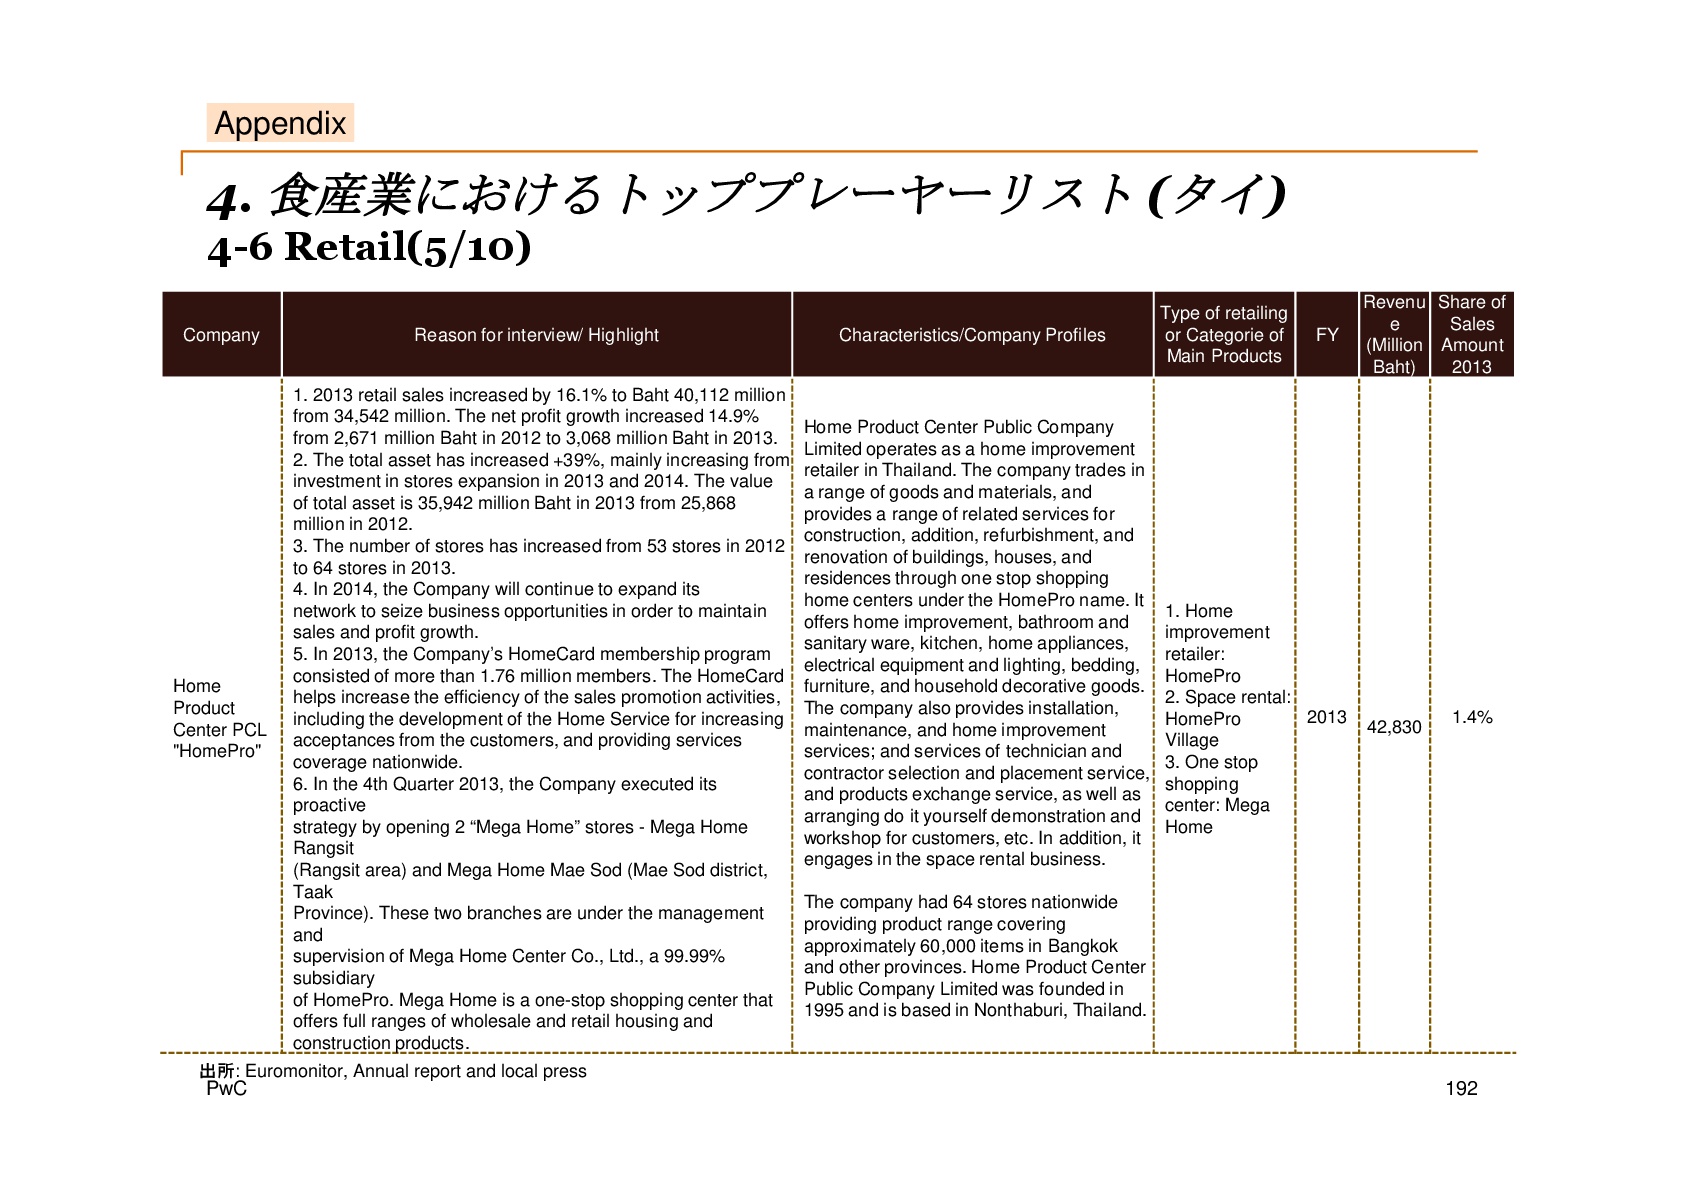 Appendix
4. 食産業におけるトッププレーヤーリスト(タイ)
4-6 Retail(5/10)
Company
Reason for interview/ Highlight
Characteristics/Company Profiles
Type of retailing
or Categorie of
Main Products
FY
Revenu
e
(Million
Baht)
Share of
Sales
Amount
2013
Home
Product
Center PCL
"HomePro"
1. 2013 retail sales increased by 16.1% to Baht 40,112 million
from 34,542 million. The net profit growth increased 14.9%
from 2,671 million Baht in 2012 to 3,068 million Baht in 2013.
2. The total asset has increased +39%, mainly increasing from
investment in stores expansion in 2013 and 2014. The value
of total asset is 35,942 million Baht in 2013 from 25,868
million in 2012.
3. The number of stores has increased from 53 stores in 2012
to 64 stores in 2013.
4. In 2014, the Company will continue to expand its
network to seize business opportunities in order to maintain
sales and profit growth.
5. In 2013, the Company’s HomeCard membership program
consisted of more than 1.76 million members. The HomeCard
helps increase the efficiency of the sales promotion activities,
including the development of the Home Service for increasing
acceptances from the customers, and providing services
coverage nationwide.
6. In the 4th Quarter 2013, the Company executed its
proactive
strategy by opening 2 “Mega Home” stores - Mega Home
Rangsit
(Rangsit area) and Mega Home Mae Sod (Mae Sod district,
Taak
Province). These two branches are under the management
and
supervision of Mega Home Center Co., Ltd., a 99.99%
subsidiary
of HomePro. Mega Home is a one-stop shopping center that
offers full ranges of wholesale and retail housing and
construction products.
Home Product Center Public Company
Limited operates as a home improvement
retailer in Thailand. The company trades in
a range of goods and materials, and
provides a range of related services for
construction, addition, refurbishment, and
renovation of buildings, houses, and
residences through one stop shopping
home centers under the HomePro name. It
offers home improvement, bathroom and
sanitary ware, kitchen, home appliances,
electrical equipment and lighting, bedding,
furniture, and household decorative goods.
The company also provides installation,
maintenance, and home improvement
services; and services of technician and
contractor selection and placement service,
and products exchange service, as well as
arranging do it yourself demonstration and
workshop for customers, etc. In addition, it
engages in the space rental business.
The company had 64 stores nationwide
providing product range covering
approximately 60,000 items in Bangkok
and other provinces. Home Product Center
Public Company Limited was founded in
1995 and is based in Nonthaburi, Thailand.
1. Home
improvement
retailer:
HomePro
2. Space rental:
HomePro
Village
3. One stop
shopping
center: Mega
Home
2013
42,830
1.4%
出所: Euromonitor, Annual report and local press
PwC
192